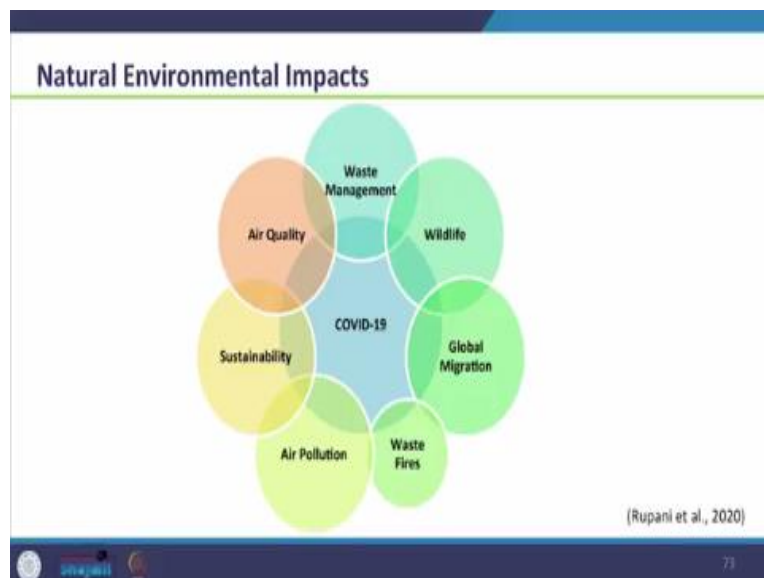 Natural Environmental Impacts
Waste
Management
Air Quality
Wildlife
COVID-19
Sustainability
Global
Migration
Air Pollution
Waste
Fires
(Rupani et al., 2020)
swayam
73